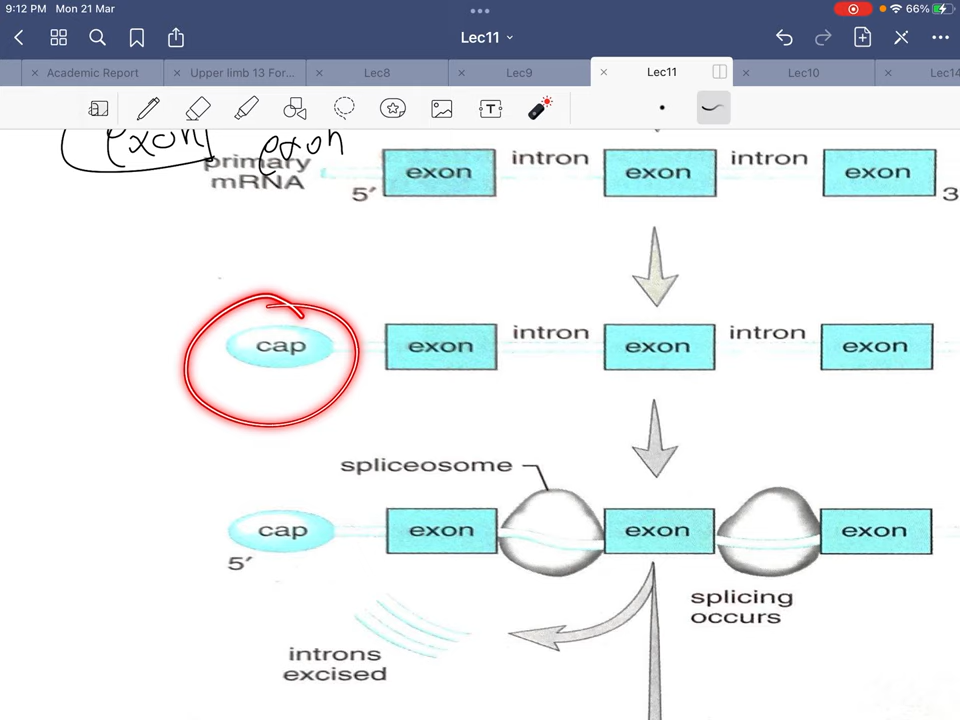 9:12 PM Mon 21 Mar
66%
Lec11
Academic Report
Upper limb 13 For...
Lec8
Lec9
Lec11
Lec10
Lec14
T
exon exon
primary
mRNA
5′ exon intron exon intron exon 3
cap exon intron exon intron exon
spliceosome
cap exon exon exon
5′
splicing
occurs
introns
excised